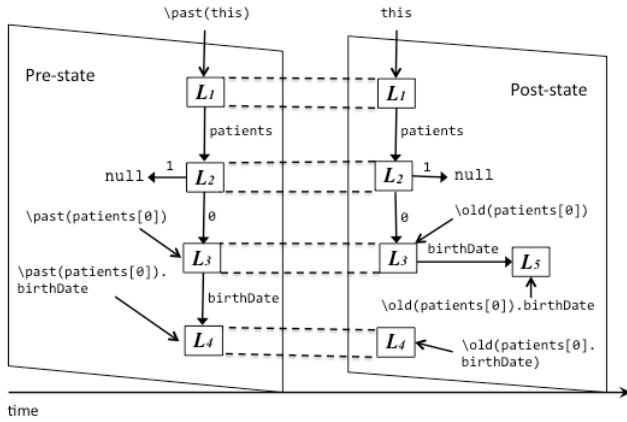 \past(this)
this
Pre-state
Post-state
L1
L1
patients
patients
null
1
L2
L2
1
null
0
0
\past(patients[0])
\old(patients[0])
L3
L3
birthDate
L5
\past(patients[0]).
birthDate
birthDate
\old(patients[0]).birthDate
L4
L4
\old(patients[0].
birthDate)
time